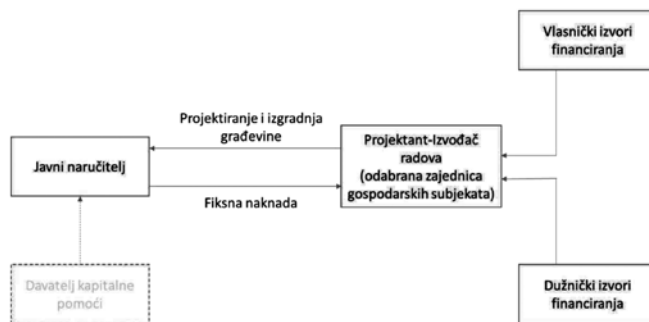 Vlasnički izvori
financiranja
Projektiranje i izgradnja
građevine
Javni naručitelj
Projektant-Izvođač
radova
(odabrana zajednica
gospodarskih subjekata)
Fiksna naknada
Davatelj kapitalne
pomoći
Dužnički izvori
financiranja